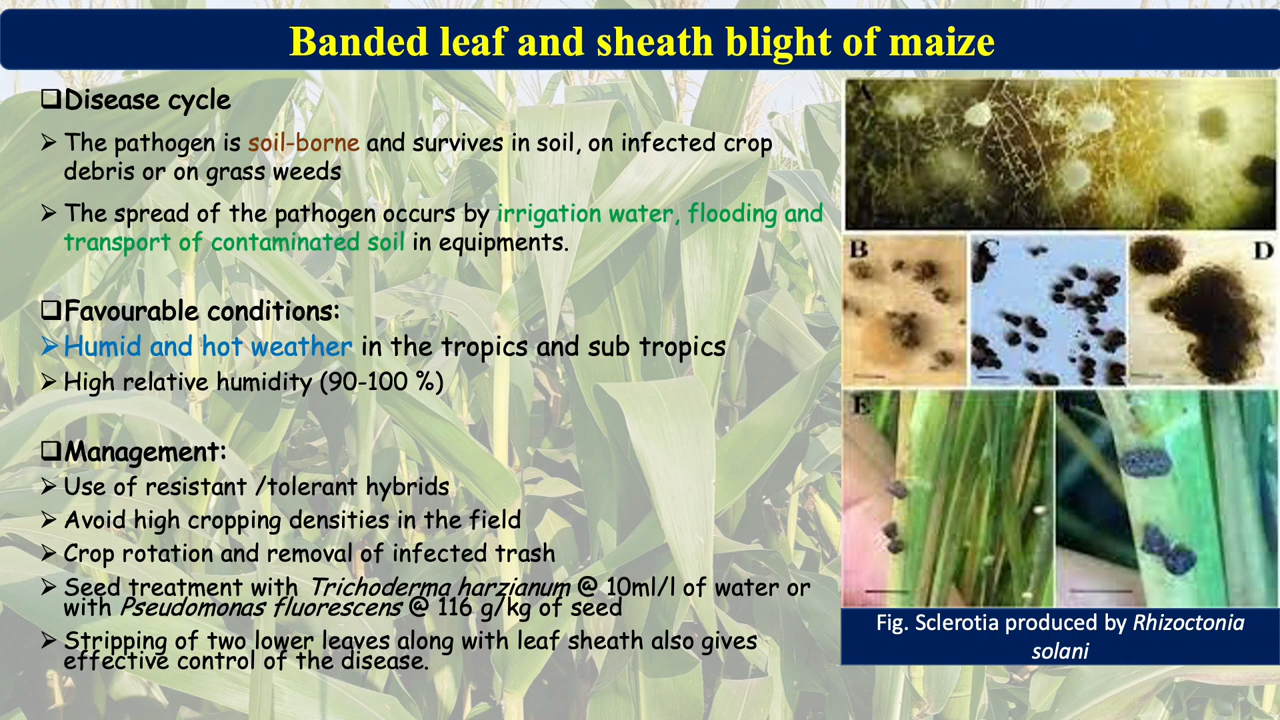 Banded leaf and sheath blight of maize
❑Disease cycle
➢ The pathogen is soil-borne and survives in soil, on infected crop
debris or on grass weeds
➢ The spread of the pathogen occurs by irrigation water, flooding and
transport of contaminated soil in equipments.
❑Favourable conditions:
➢Humid and hot weather in the tropics and sub tropics
➢ High relative humidity (90-100 %)
❑Management:
➢ Use of resistant /tolerant hybrids
➢ Avoid high cropping densities in the field
➢ Crop rotation and removal of infected trash
➢ Seed treatment with Trichoderma harzianum @ 10ml/l of water or
with Pseudomonas fluorescens @ 116 g/kg of seed
➢ Stripping of two lower leaves along with leaf sheath also gives
effective control of the disease.
A
B
C
D
E
Fig. Sclerotia produced by Rhizoctonia
solani